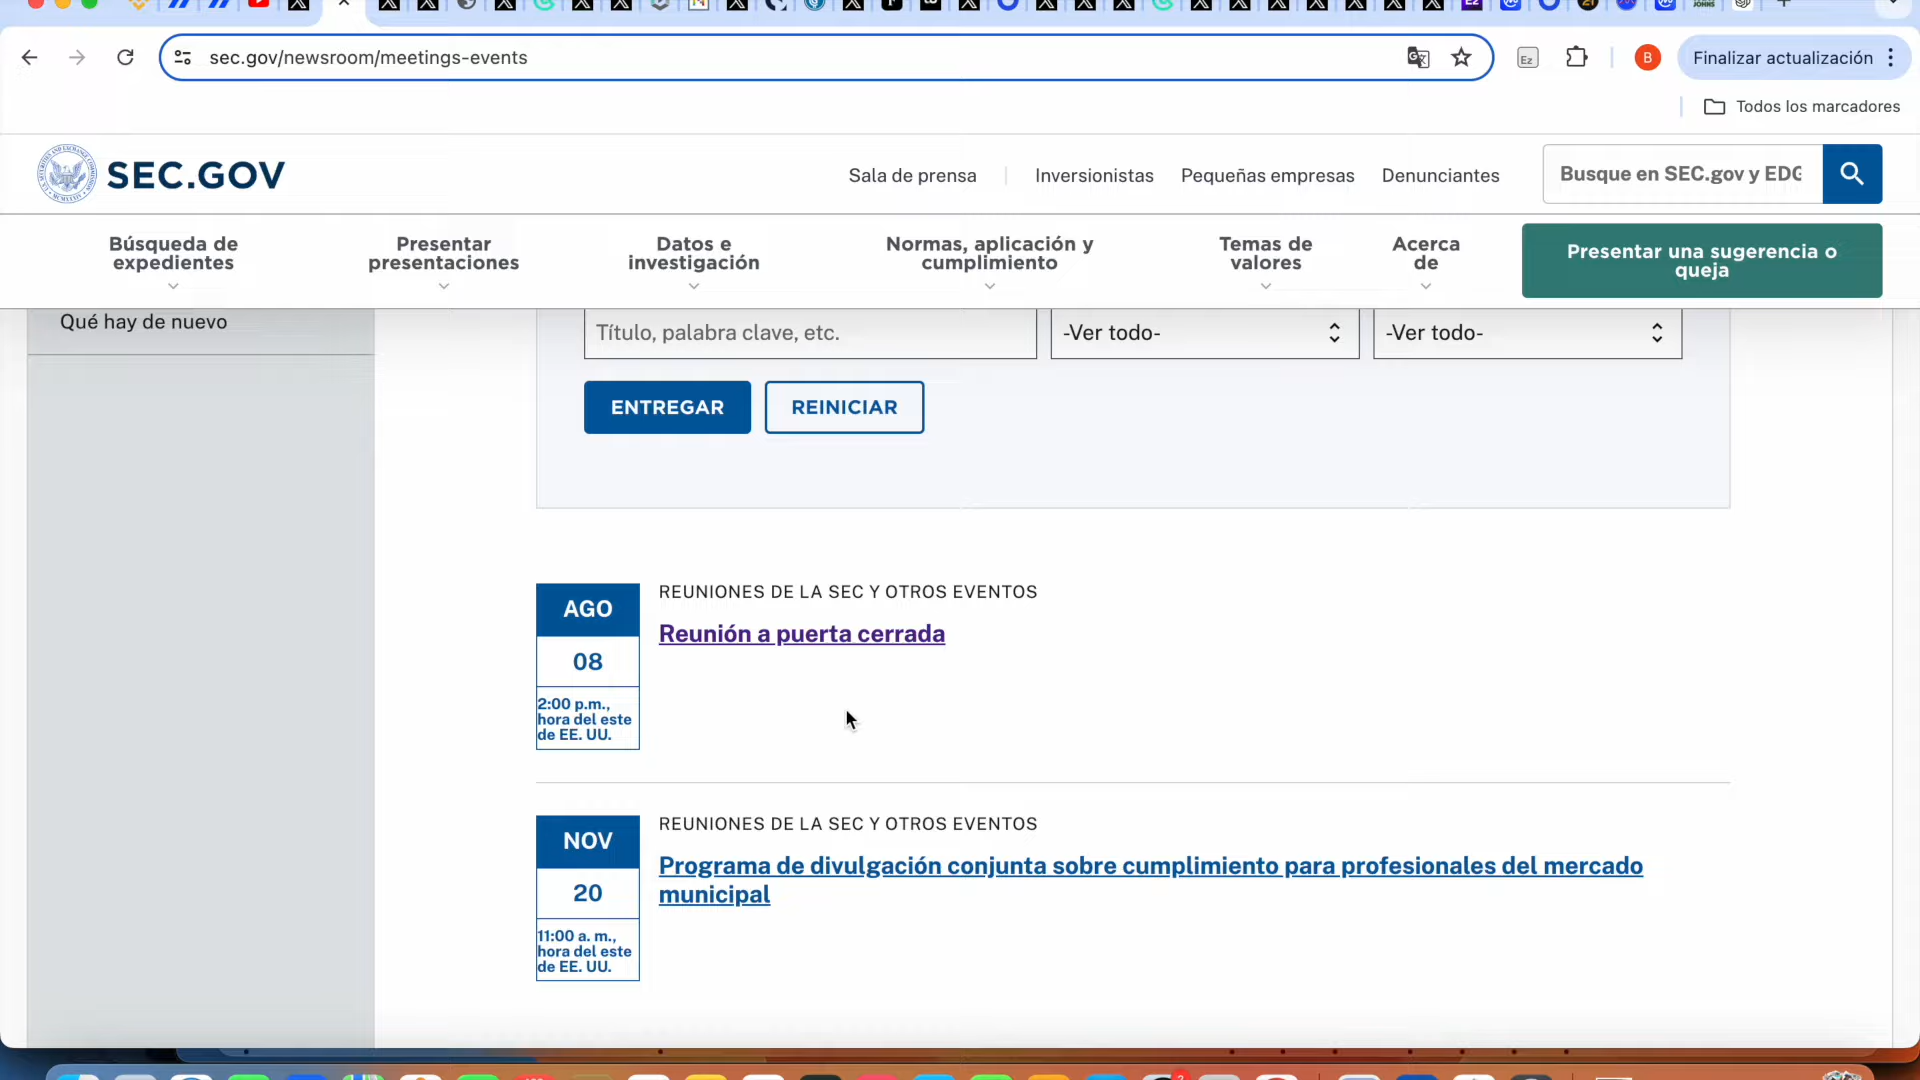 sec.gov/newsroom/meetings-events
Ez
B
Finalizar actualización
Todos los marcadores
SEC.GOV
Sala de prensa
Inversionistas
Pequeñas empresas
Denunciantes
Busque en SEC.gov y EDG
Búsqueda de
expedientes
Presentar
presentaciones
Datos e
investigación
Normas, aplicación y
cumplimiento
Temas de
valores
Acerca
de
Presentar una sugerencia o
queja
Qué hay de nuevo
Título, palabra clave, etc.
-Ver todo-
-Ver todo-
ENTREGAR
REINICIAR
AGO
08
2:00 p.m.,
hora del este
de EE. UU.
REUNIONES DE LA SEC Y OTROS EVENTOS
Reunión a puerta cerrada
NOV
20
11:00 a. m.,
hora del este
de EE. UU.
REUNIONES DE LA SEC Y OTROS EVENTOS
Programa de divulgación conjunta sobre cumplimiento para profesionales del mercado
municipal